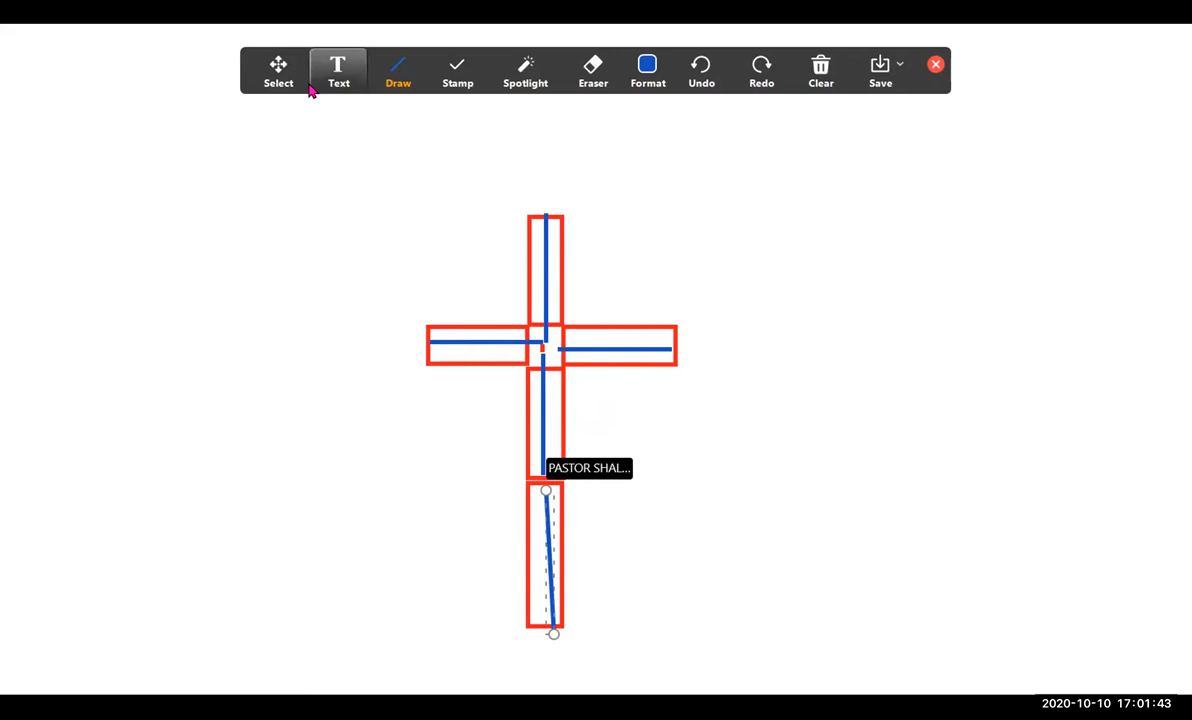 Select Text Draw Stamp Spotlight Eraser Format Undo Redo Clear Save
PASTOR SHAL...
2020-10-10 17:01:43